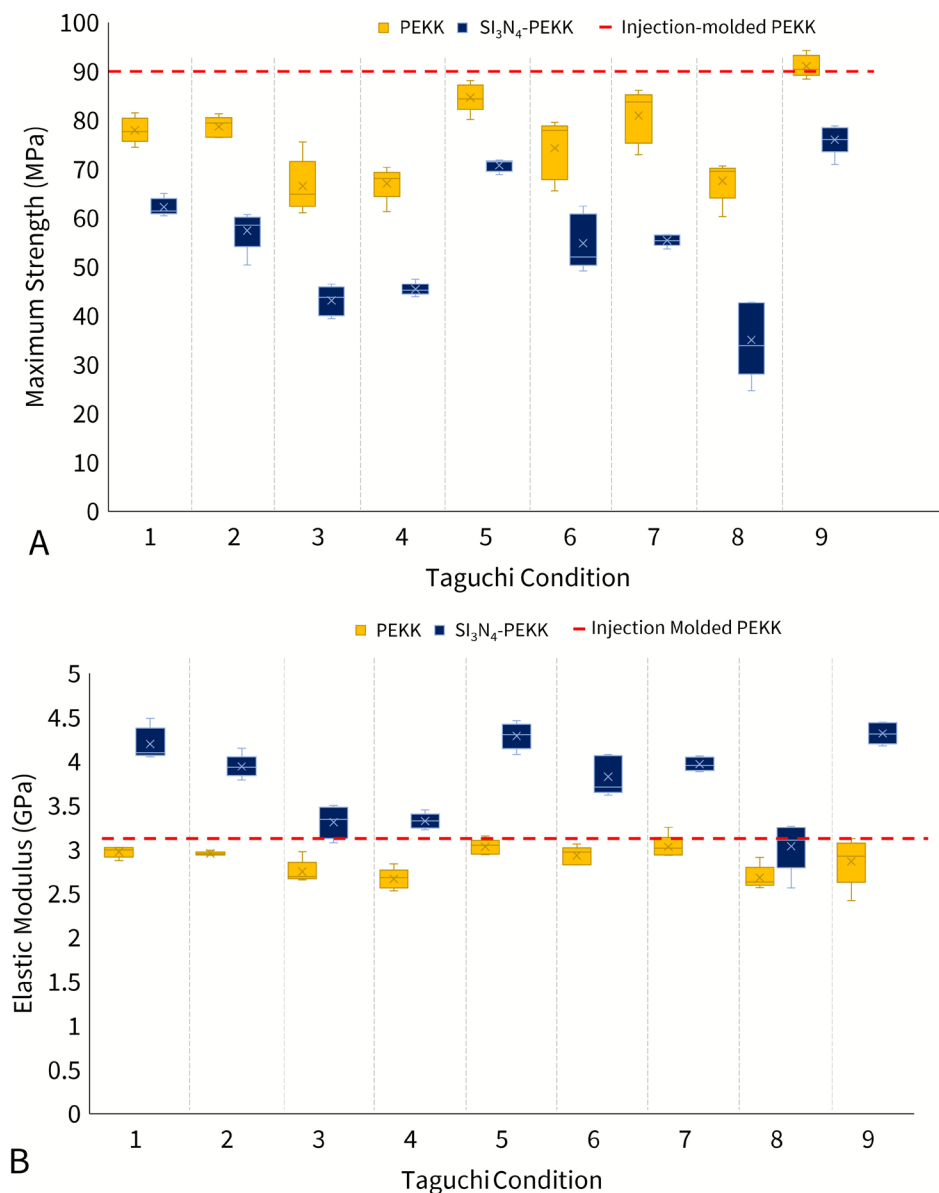 PEKK SI₃N₄-PEKK Injection-molded PEKK
Maximum Strength (MPa)
100
90
80
70
60
50
40
30
20
10
0
1 2 3 4 5 6 7 8 9
A
Taguchi Condition
PEKK SI₃N₄-PEKK Injection Molded PEKK
Elastic Modulus (GPa)
5
4.5
4
3.5
3
2.5
2
1.5
1
0.5
0
1 2 3 4 5 6 7 8 9
B
Taguchi Condition